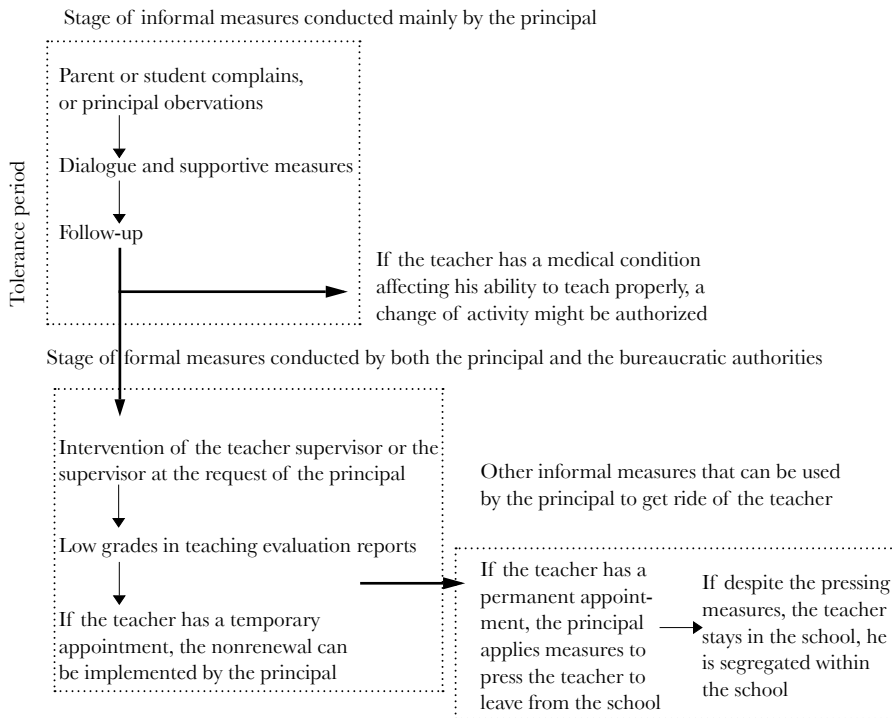 Stage of informal measures conducted mainly by the principal
Tolerance period
Parent or student complains,
or principal obervations
Dialogue and supportive measures
Follow-up
If the teacher has a medical condition
affecting his ability to teach properly, a
change of activity might be authorized
Stage of formal measures conducted by both the principal and the bureaucratic authorities
Intervention of the teacher supervisor or the
supervisor at the request of the principal
Low grades in teaching evaluation reports
If the teacher has a temporary
appointment, the nonrenewal can
be implemented by the principal
Other informal measures that can be used
by the principal to get ride of the teacher
If the teacher has a
permanent appoint-
ment, the principal
applies measures to
press the teacher to
leave from the school
If despite the pressing
measures, the teacher
stays in the school, he
is segregated within
the school